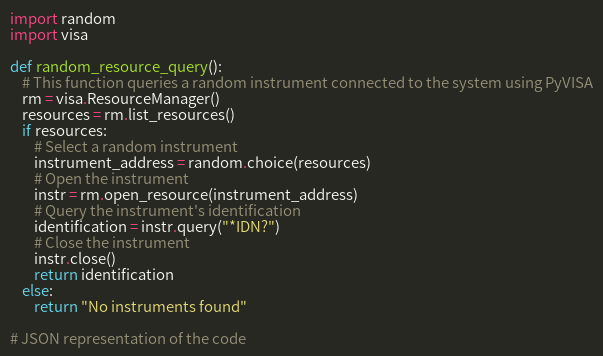 import random
import visa

def random_resource_query():
    # This function queries a random instrument connected to the system using PyVISA
    rm = visa.ResourceManager()
    resources = rm.list_resources()
    if resources:
        # Select a random instrument
        instrument_address = random.choice(resources)
        # Open the instrument
        instr = rm.open_resource(instrument_address)
        # Query the instrument's identification
        identification = instr.query("*IDN?")
        # Close the instrument
        instr.close()
        return identification
    else:
        return "No instruments found"

# JSON representation of the code